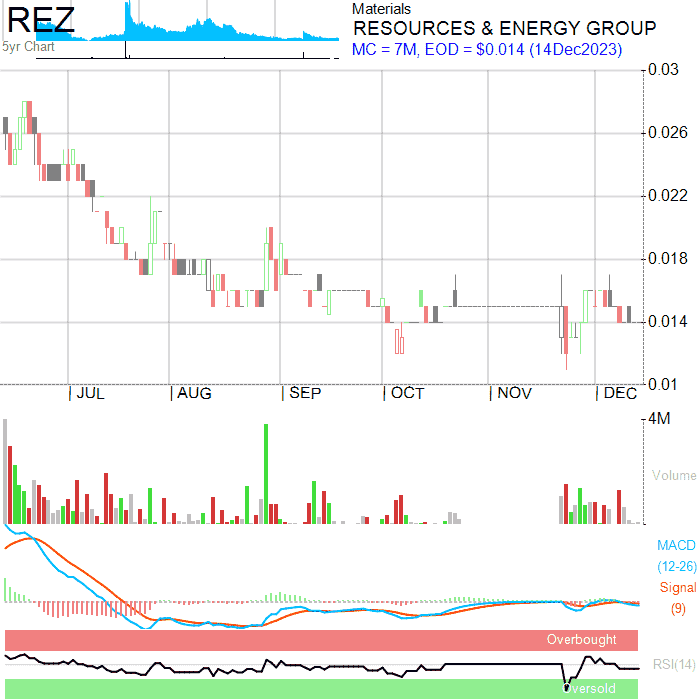 REZ
5yr Chart
Materials
RESOURCES & ENERGY GROUP
MC = 7M, EOD = $0.014 (14Dec2023)
0.03
0.026
0.022
0.018
0.014
0.01
JUL
AUG
SEP
OCT
NOV
DEC
4M
Volume
MACD
(12-26)
Signal
(9)
Overbought
RSI(14)
Oversold